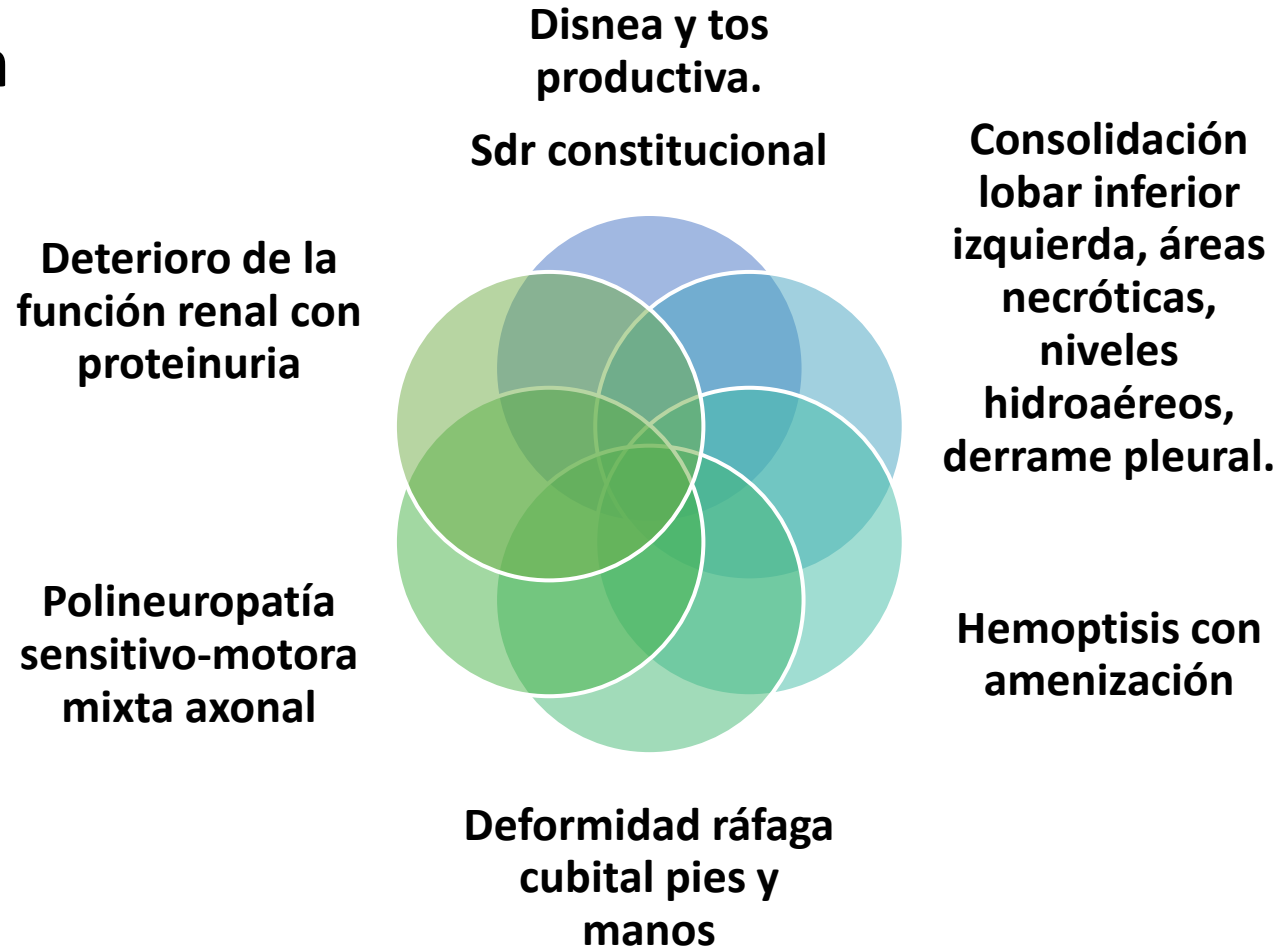 Disnea y tos
productiva.
Sdr constitucional
Consolidación
lobar inferior
izquierda, áreas
necróticas,
niveles
hidroaéreos,
derrame pleural.
Hemoptisis con
amenización
Deformidad ráfaga
cubital pies y
manos
Polineuropatía
sensitivo-motora
mixta axonal
Deterioro de la
función renal con
proteinuria